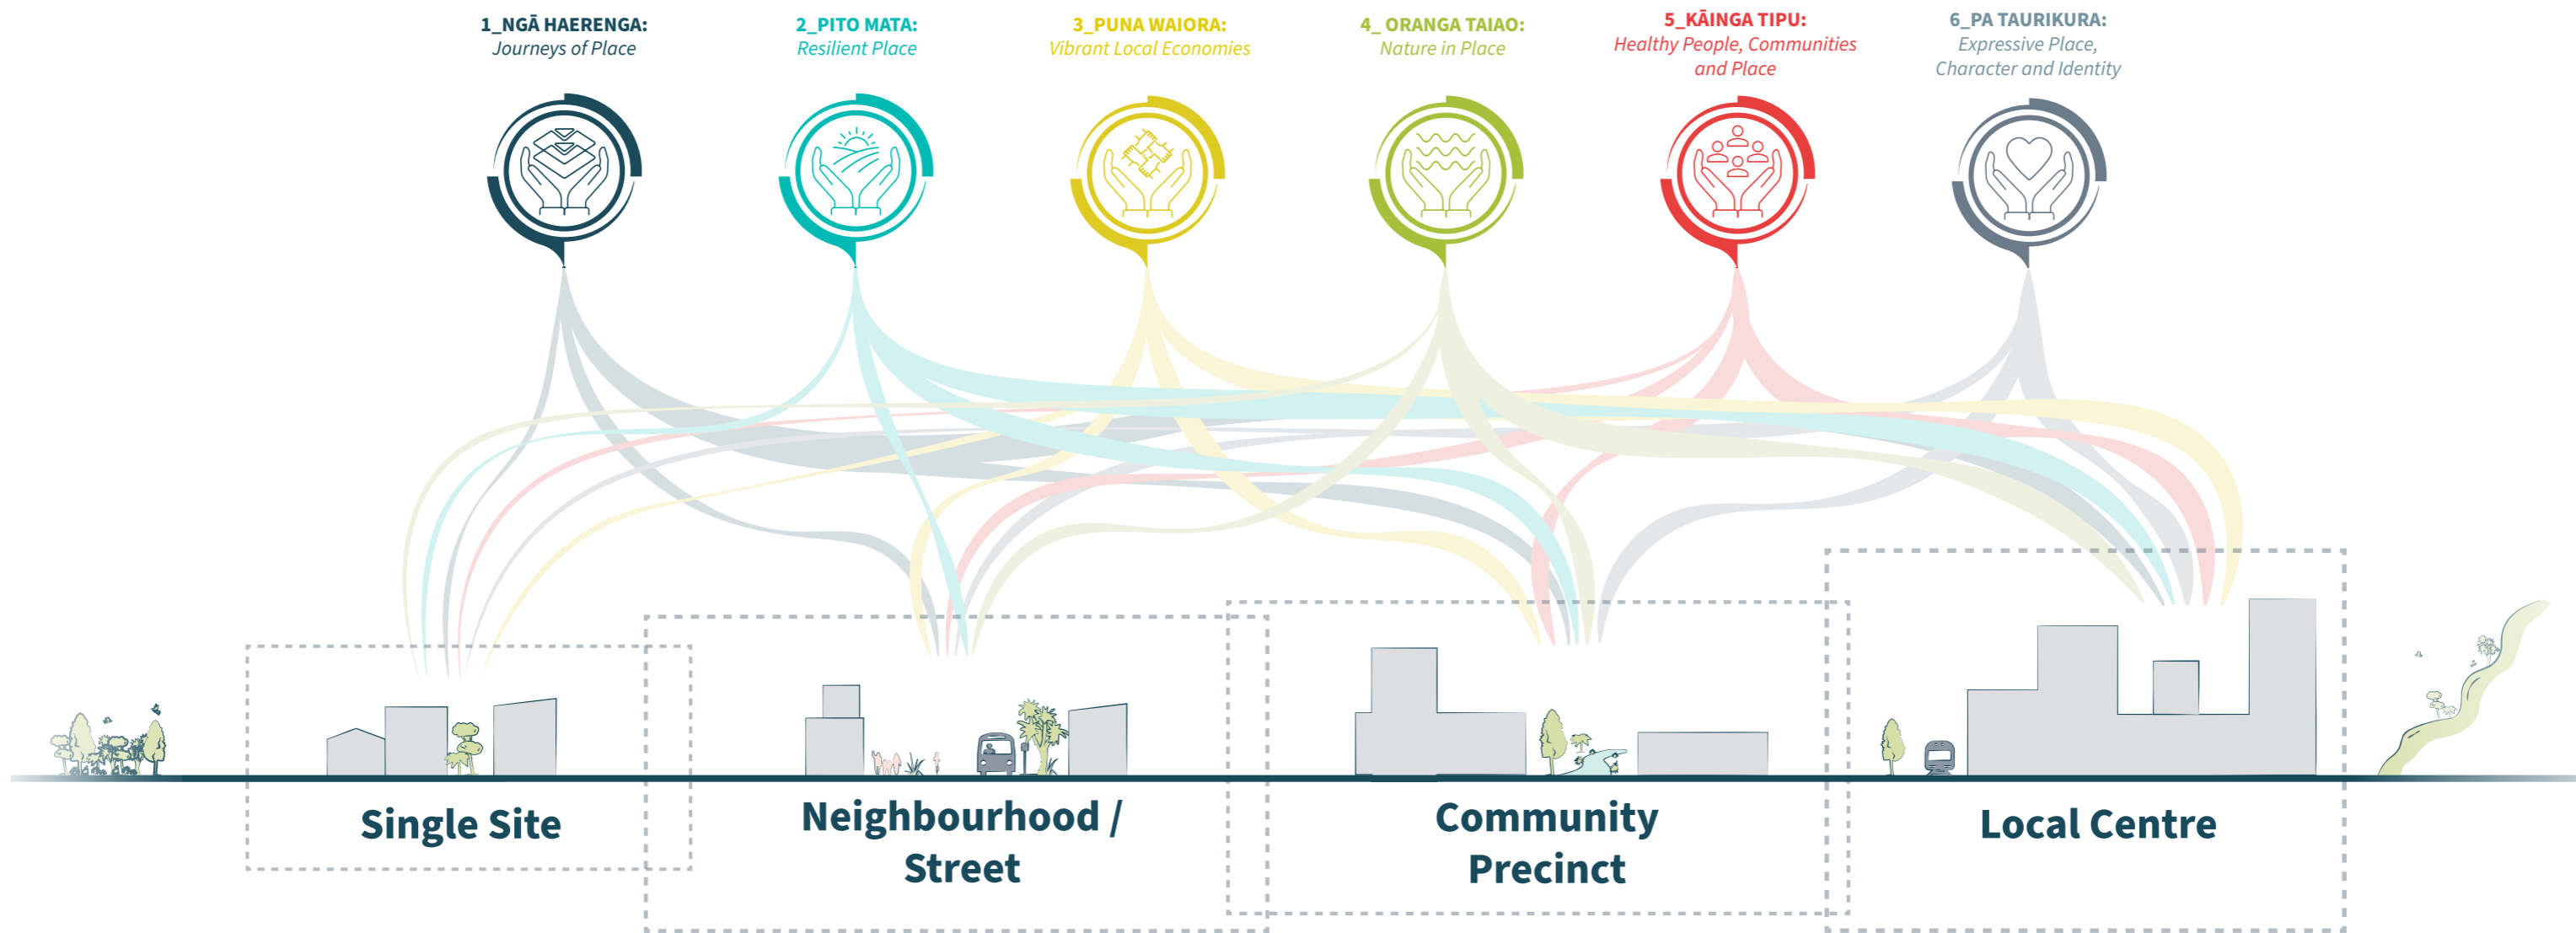 1_NGĀ HAERENGA:
Journeys of Place
2_PITO MATA:
Resilient Place
3_PUNA WAIORA:
Vibrant Local Economies
4_ ORANGA TAIAO:
Nature in Place
5_KĀINGA TIPU:
Healthy People, Communities
and Place
6_PA TAURIKURA:
Expressive Place,
Character and Identity
Single Site
Neighbourhood /
Street
Community
Precinct
Local Centre